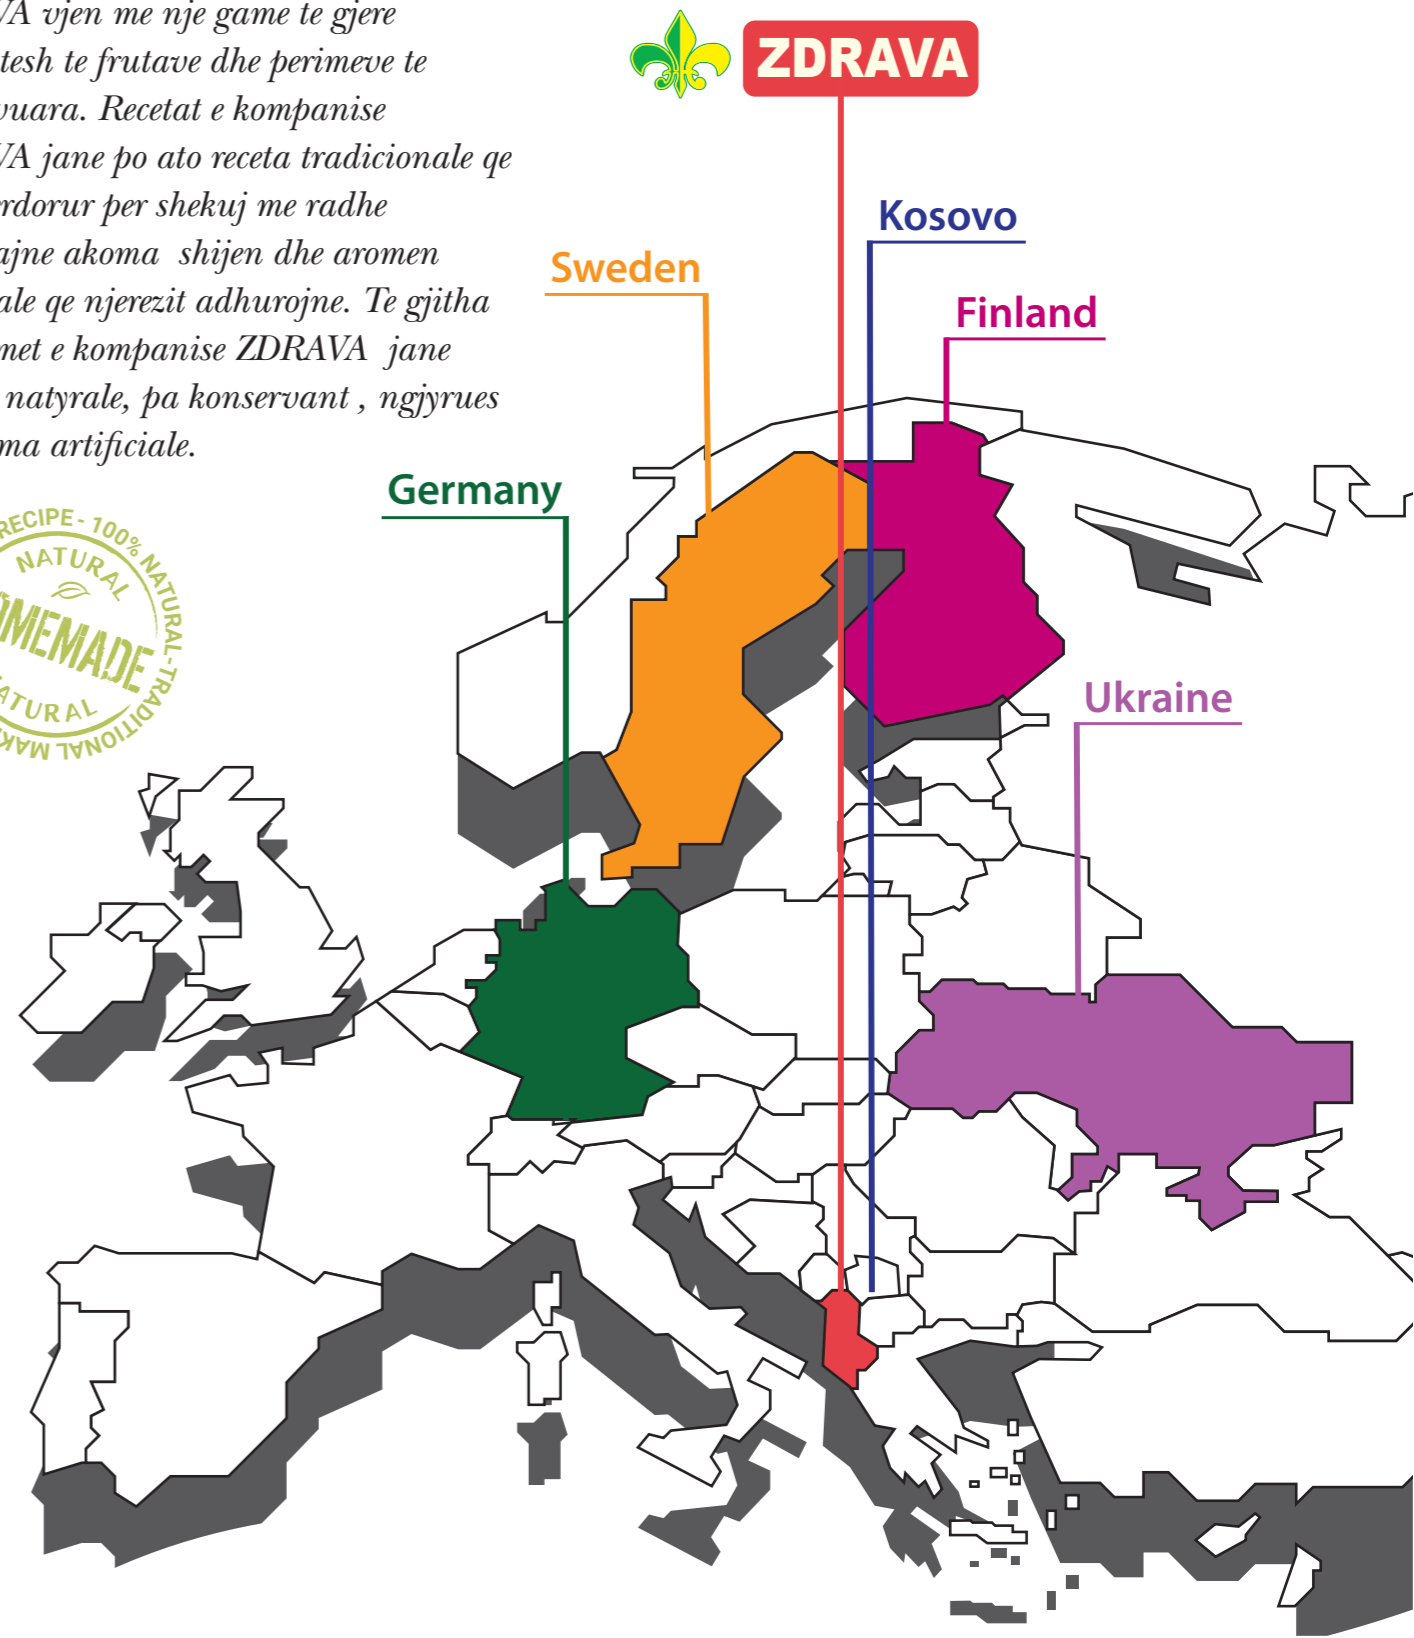 VA vjen me nje game te gjere
tesh te frutave dhe perimeve te
vuara. Recetat e kompanise
VA jane po ato receta tradicionale qe
rdorur per shekuj me radhe
ajne akoma shijen dhe aromen
ale qe njerezit adhurojne. Te gjitha
met e kompanise ZDRAVA jane
natyrale, pa konservant , ngjyrues
ma artificiale.
ZDRAVA
Kosovo
Sweden
Finland
Germany
Ukraine
RECIPE - 100% NATURAL - TRADITIONAL MAK
NATURAL
OMEMADE
ATURAL